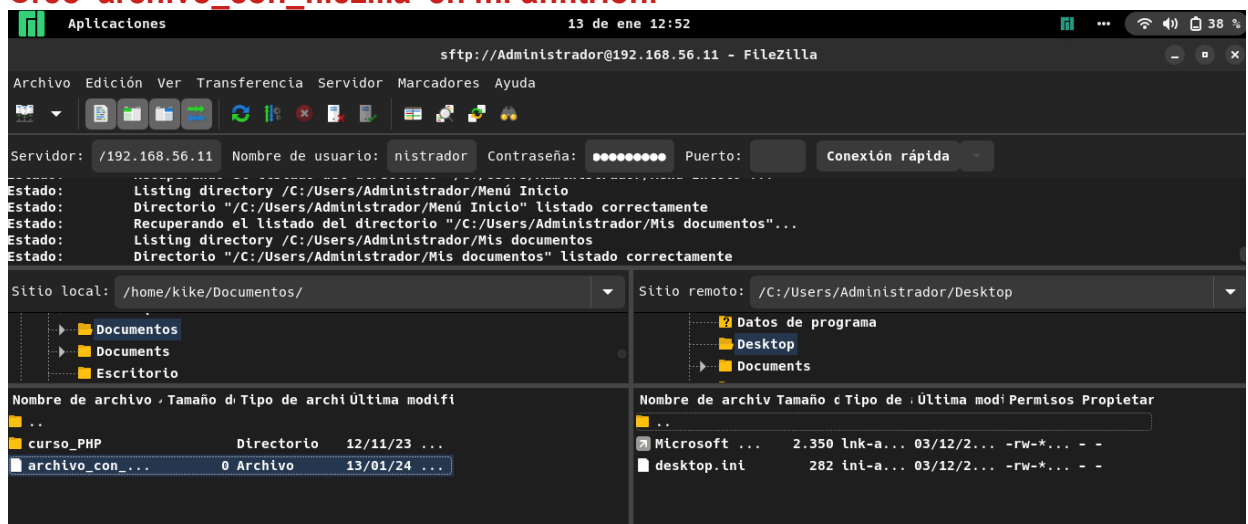 Creo archivo_con_filezilla en mi anfitrión:
Aplicaciones 13 de ene 12:52 38 %
sftp://Administrador@192.168.56.11 - FileZilla
Archivo Edición Ver Transferencia Servidor Marcadores Ayuda
Servidor: /192.168.56.11 Nombre de usuario: nistrador Contraseña: ●●●●●●●●● Puerto: Conexión rápida
Estado: Listing directory /C:/Users/Administrador/Menú Inicio
Estado: Directorio "/C:/Users/Administrador/Menú Inicio" listado correctamente
Estado: Recuperando el listado del directorio "/C:/Users/Administrador/Mis documentos"...
Estado: Listing directory /C:/Users/Administrador/Mis documentos
Estado: Directorio "/C:/Users/Administrador/Mis documentos" listado correctamente
Sitio local: /home/kike/Documentos/
Documentos
Documents
Escritorio
Nombre de archivo Tamaño d Tipo de archi Última modifi
..
curso_PHP Directorio 12/11/23 ...
archivo_con_... 0 Archivo 13/01/24 ...
Sitio remoto: /C:/Users/Administrador/Desktop
Datos de programa
Desktop
Documents
Nombre de archiv Tamaño d Tipo de Última modi Permisos Propietar
..
Microsoft ... 2.350 lnk-a... 03/12/2... -rw-*... - -
desktop.ini 282 ini-a... 03/12/2... -rw-*... - -